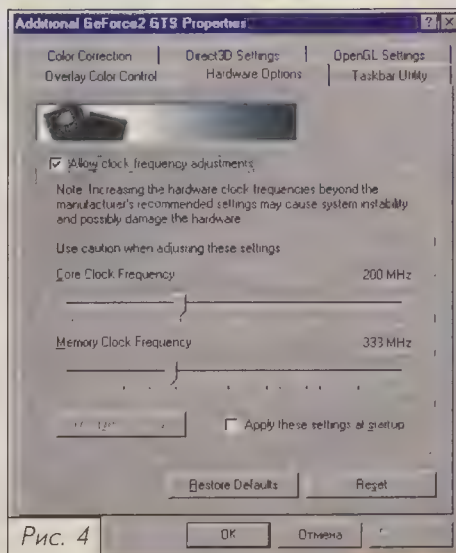 Additional GeForce2 GTS Properties
Color Correction
Direct3D Settings
OpenGL Settings
Overlay Color Control
Hardware Options
Taskbar Utility
Allow clock frequency adjustments
Note Increasing the hardware clock frequencies beyond the
manufacturer's recommended settings may cause system instability
and possibly damage the hardware
Use caution when adjusting these settings
Core Clock Frequency
200 MHz
Memory Clock Frequency
333 MHz
Apply these settings at startup
Restore Defaults
Reset
Рис. 4
OK
Отмена